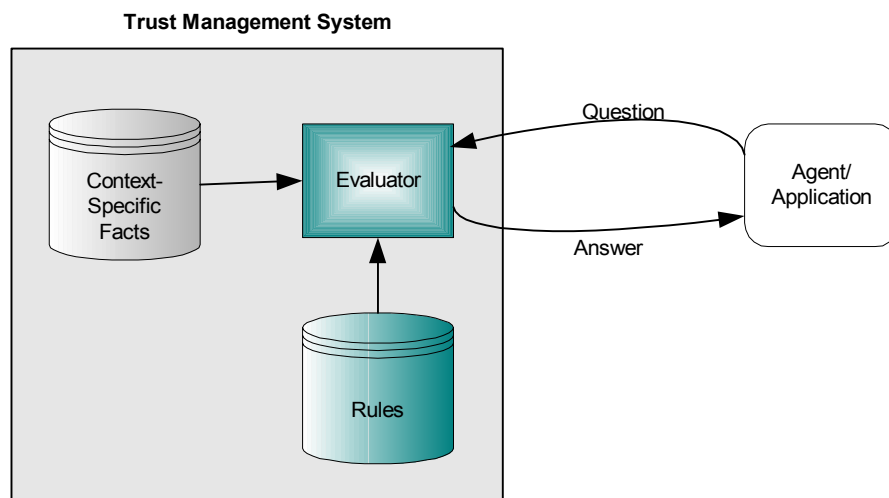 Trust Management System
Question
Context-
Specific
Facts
Evaluator
Agent/
Application
Answer
Rules